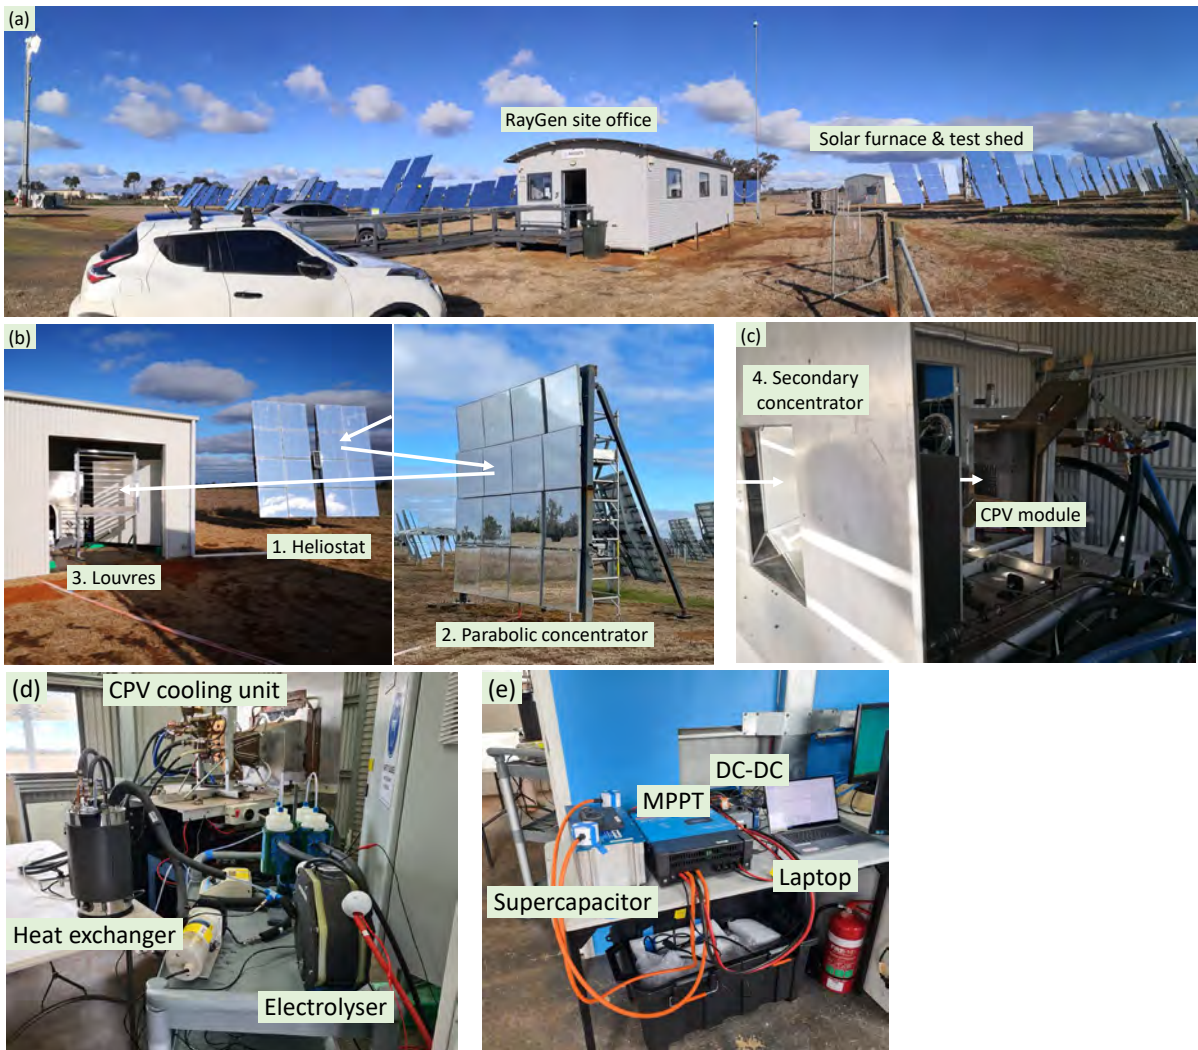 (a)
RayGen site office
Solar furnace & test shed
(b)
1. Heliostat
3. Louvres
2. Parabolic concentrator
(c)
4. Secondary
concentrator
CPV module
(d)
CPV cooling unit
Heat exchanger
Electrolyser
(e)
DC-DC
MPPT
Laptop
Supercapacitor